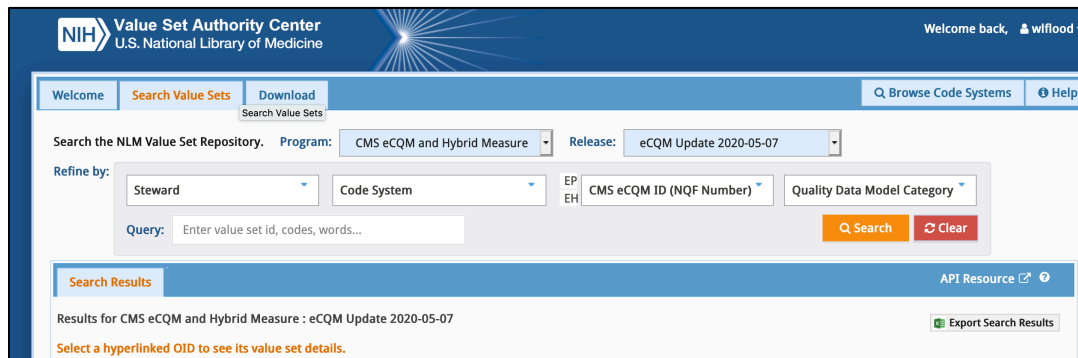 NIH Value Set Authority Center
U.S. National Library of Medicine
Welcome back, wlflood
Welcome Search Value Sets Download
Browse Code Systems Help
Search Value Sets
Search the NLM Value Set Repository. Program: CMS eCQM and Hybrid Measure Release: eCQM Update 2020-05-07
Refine by:
Steward Code System EP EH CMS eCQM ID (NQF Number) Quality Data Model Category
Query: Enter value set id, codes, words... Search Clear
Search Results API Resource
Results for CMS eCQM and Hybrid Measure : eCQM Update 2020-05-07
Export Search Results
Select a hyperlinked OID to see its value set details.